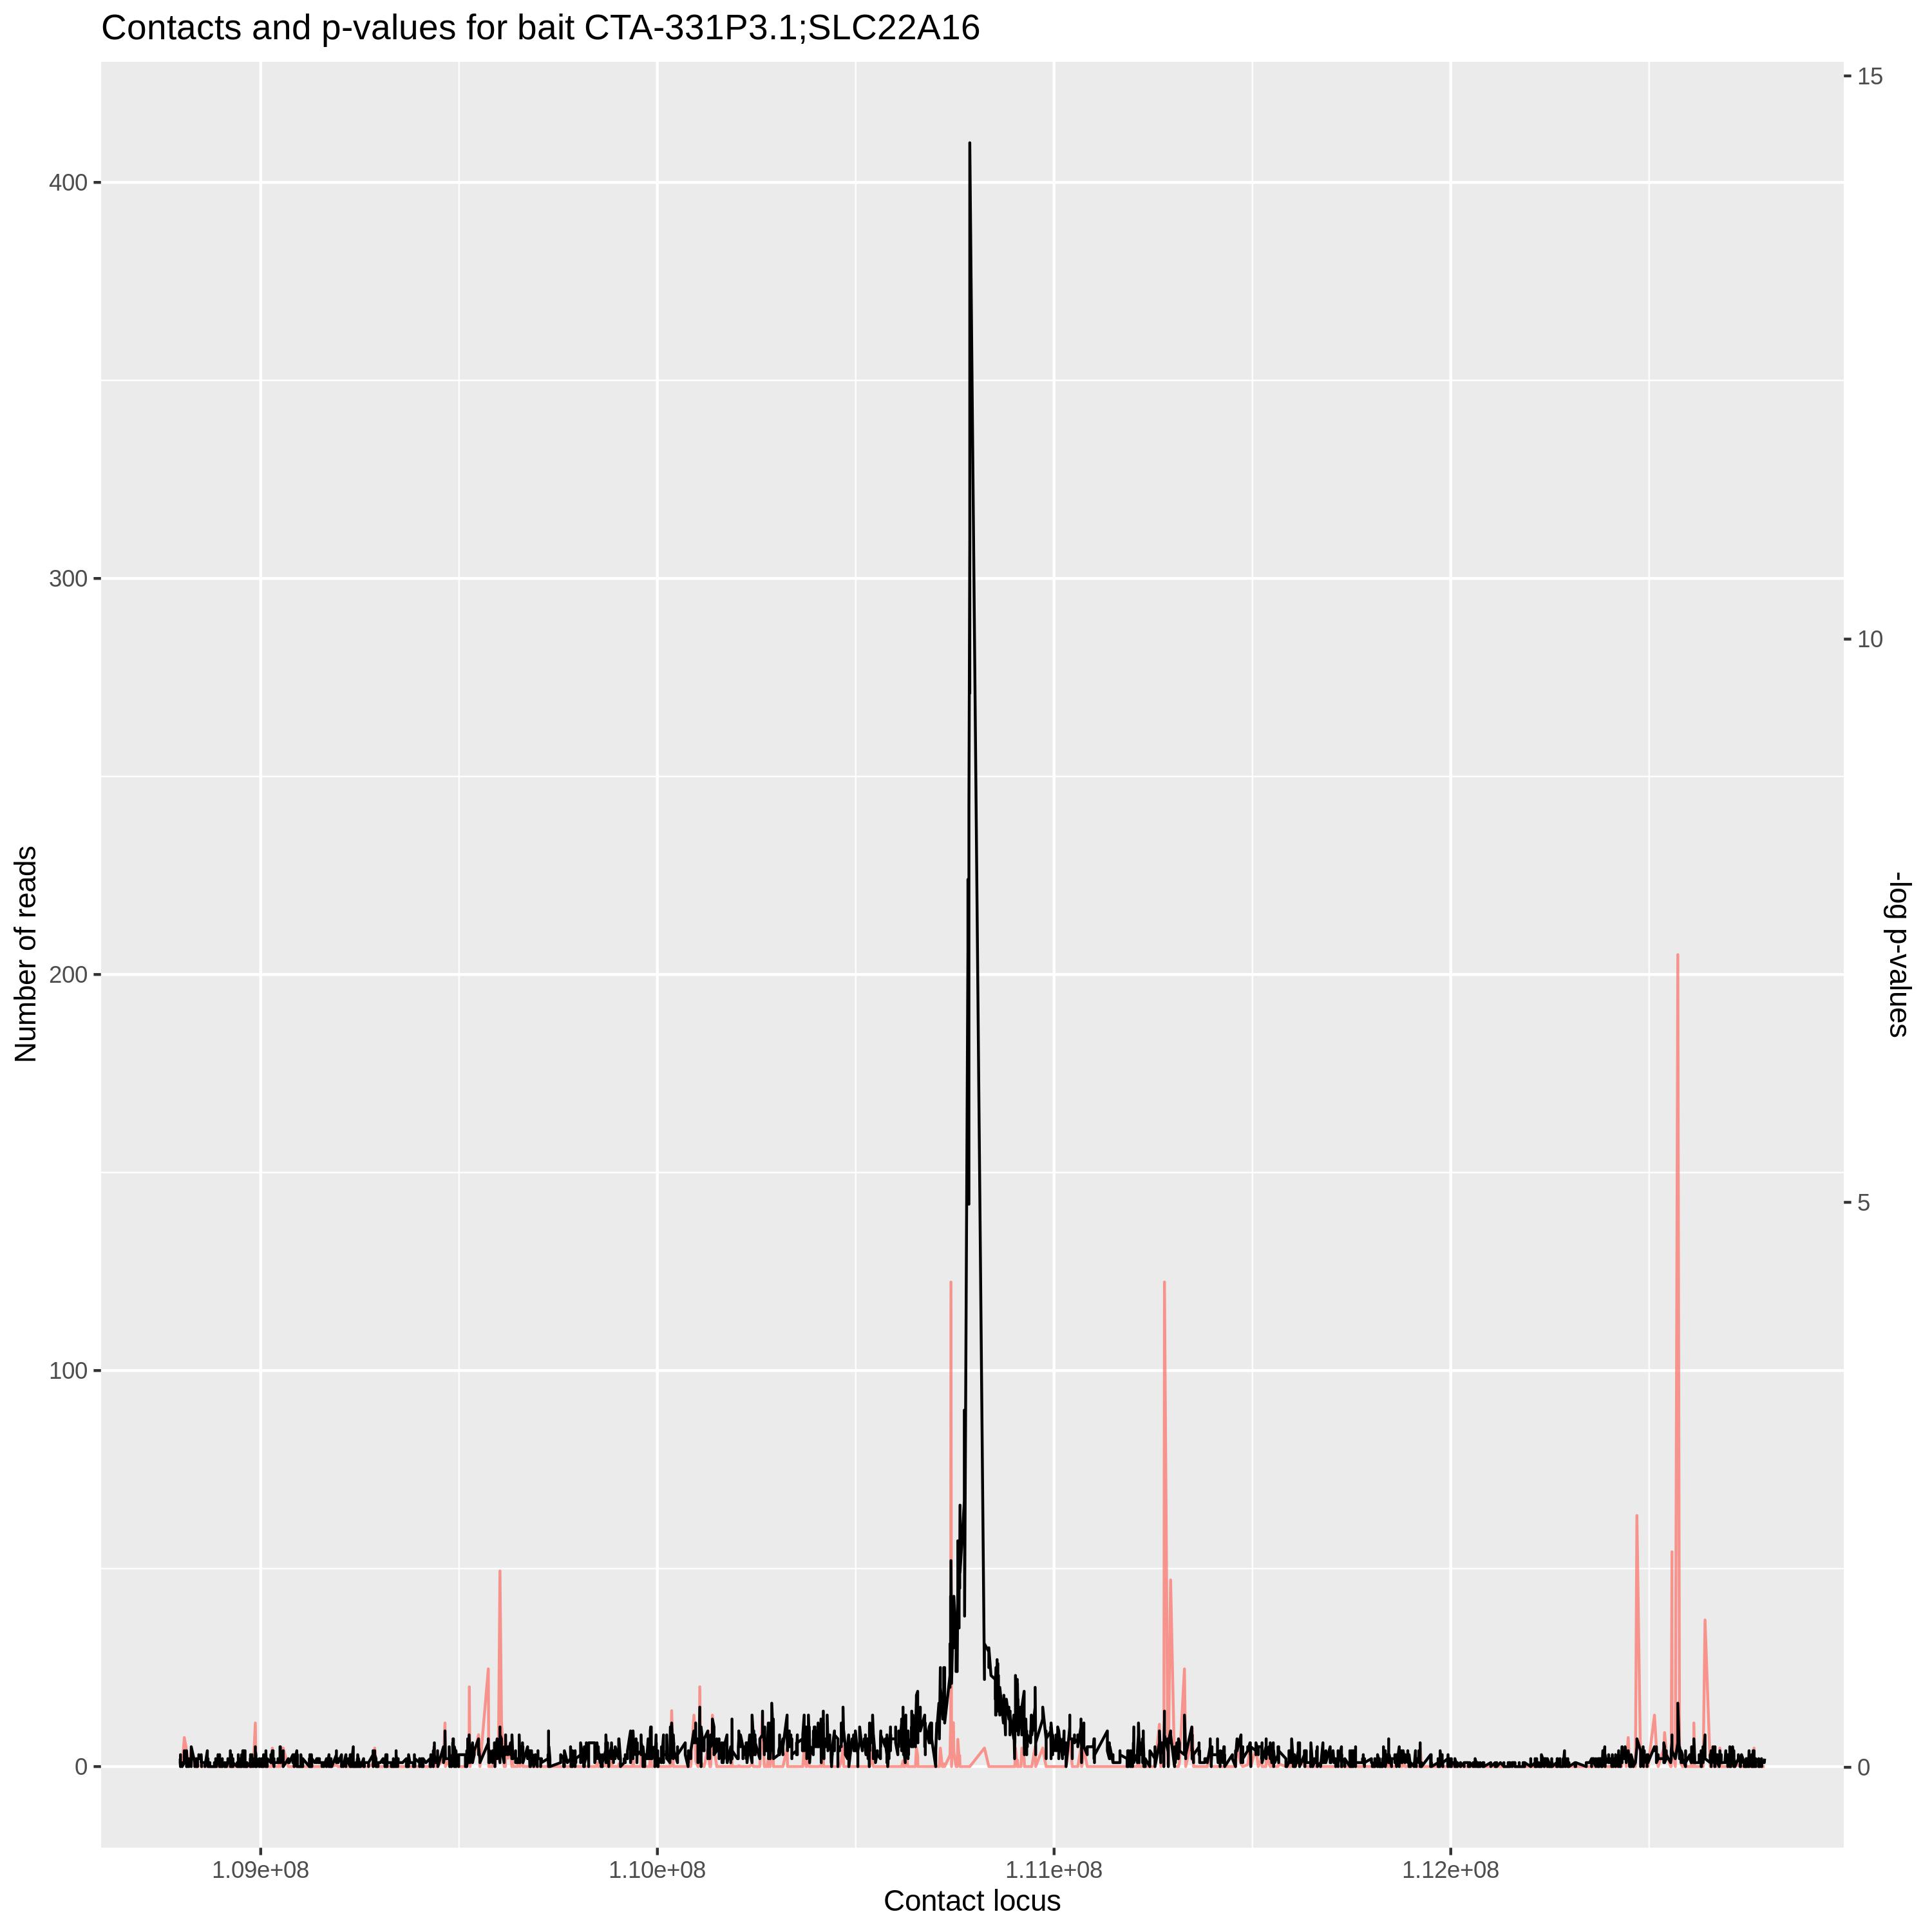 Contacts and p-values for bait CTA-331P3.1;SLC22A16
Number of reads
400
300
200
100
0
15
10
5
0
-log p-values
1.09e+08
1.10e+08
1.11e+08
1.12e+08
Contact locus